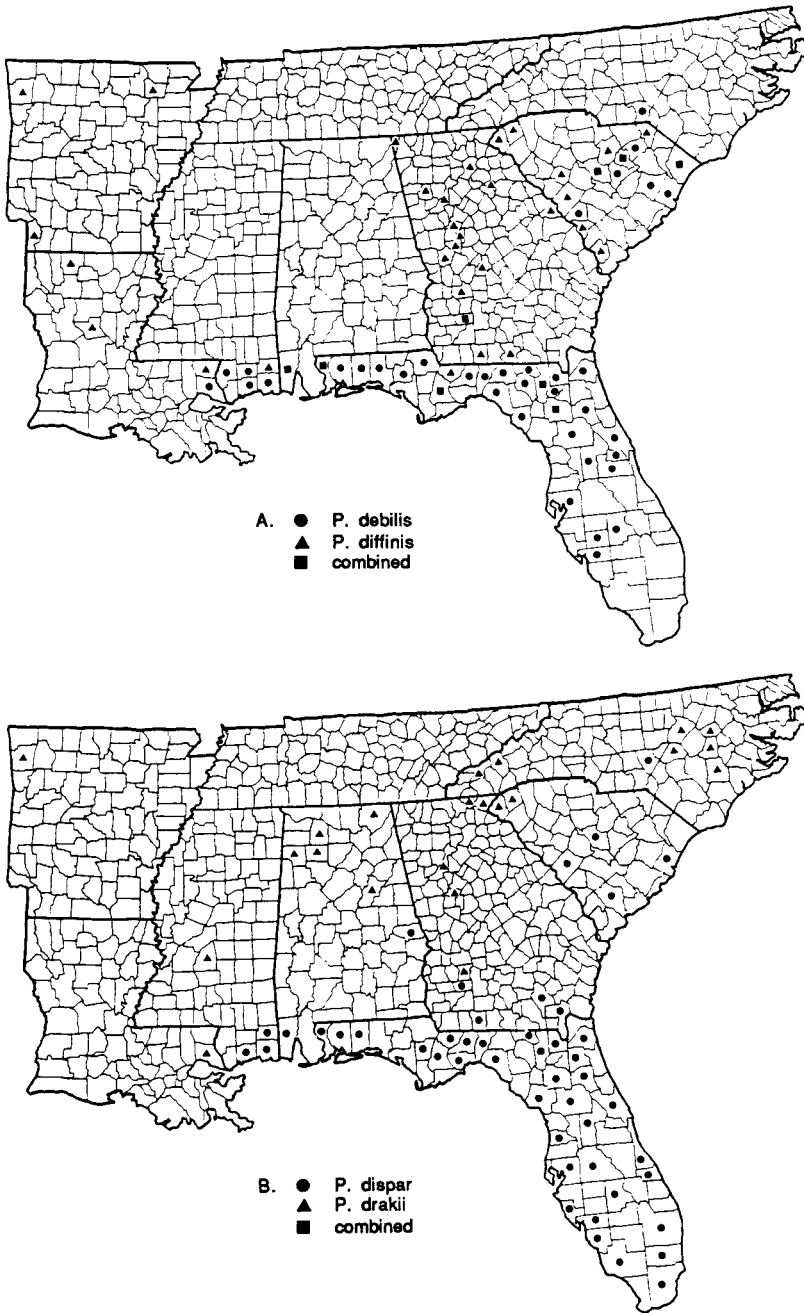 A. ● P. debilis
▲ P. diffinis
■ combined
B. ● P. dispar
▲ P. drakii
■ combined